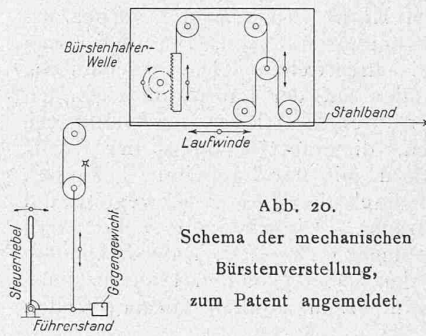 Bürstenhalter-
Welle
Stahlband
Laufwinde
Steuerhebel
Gegengewicht
Führerstand
Abb. 20.
Schema der mechanischen
Bürstenverstellung,
zum Patent angemeldet.